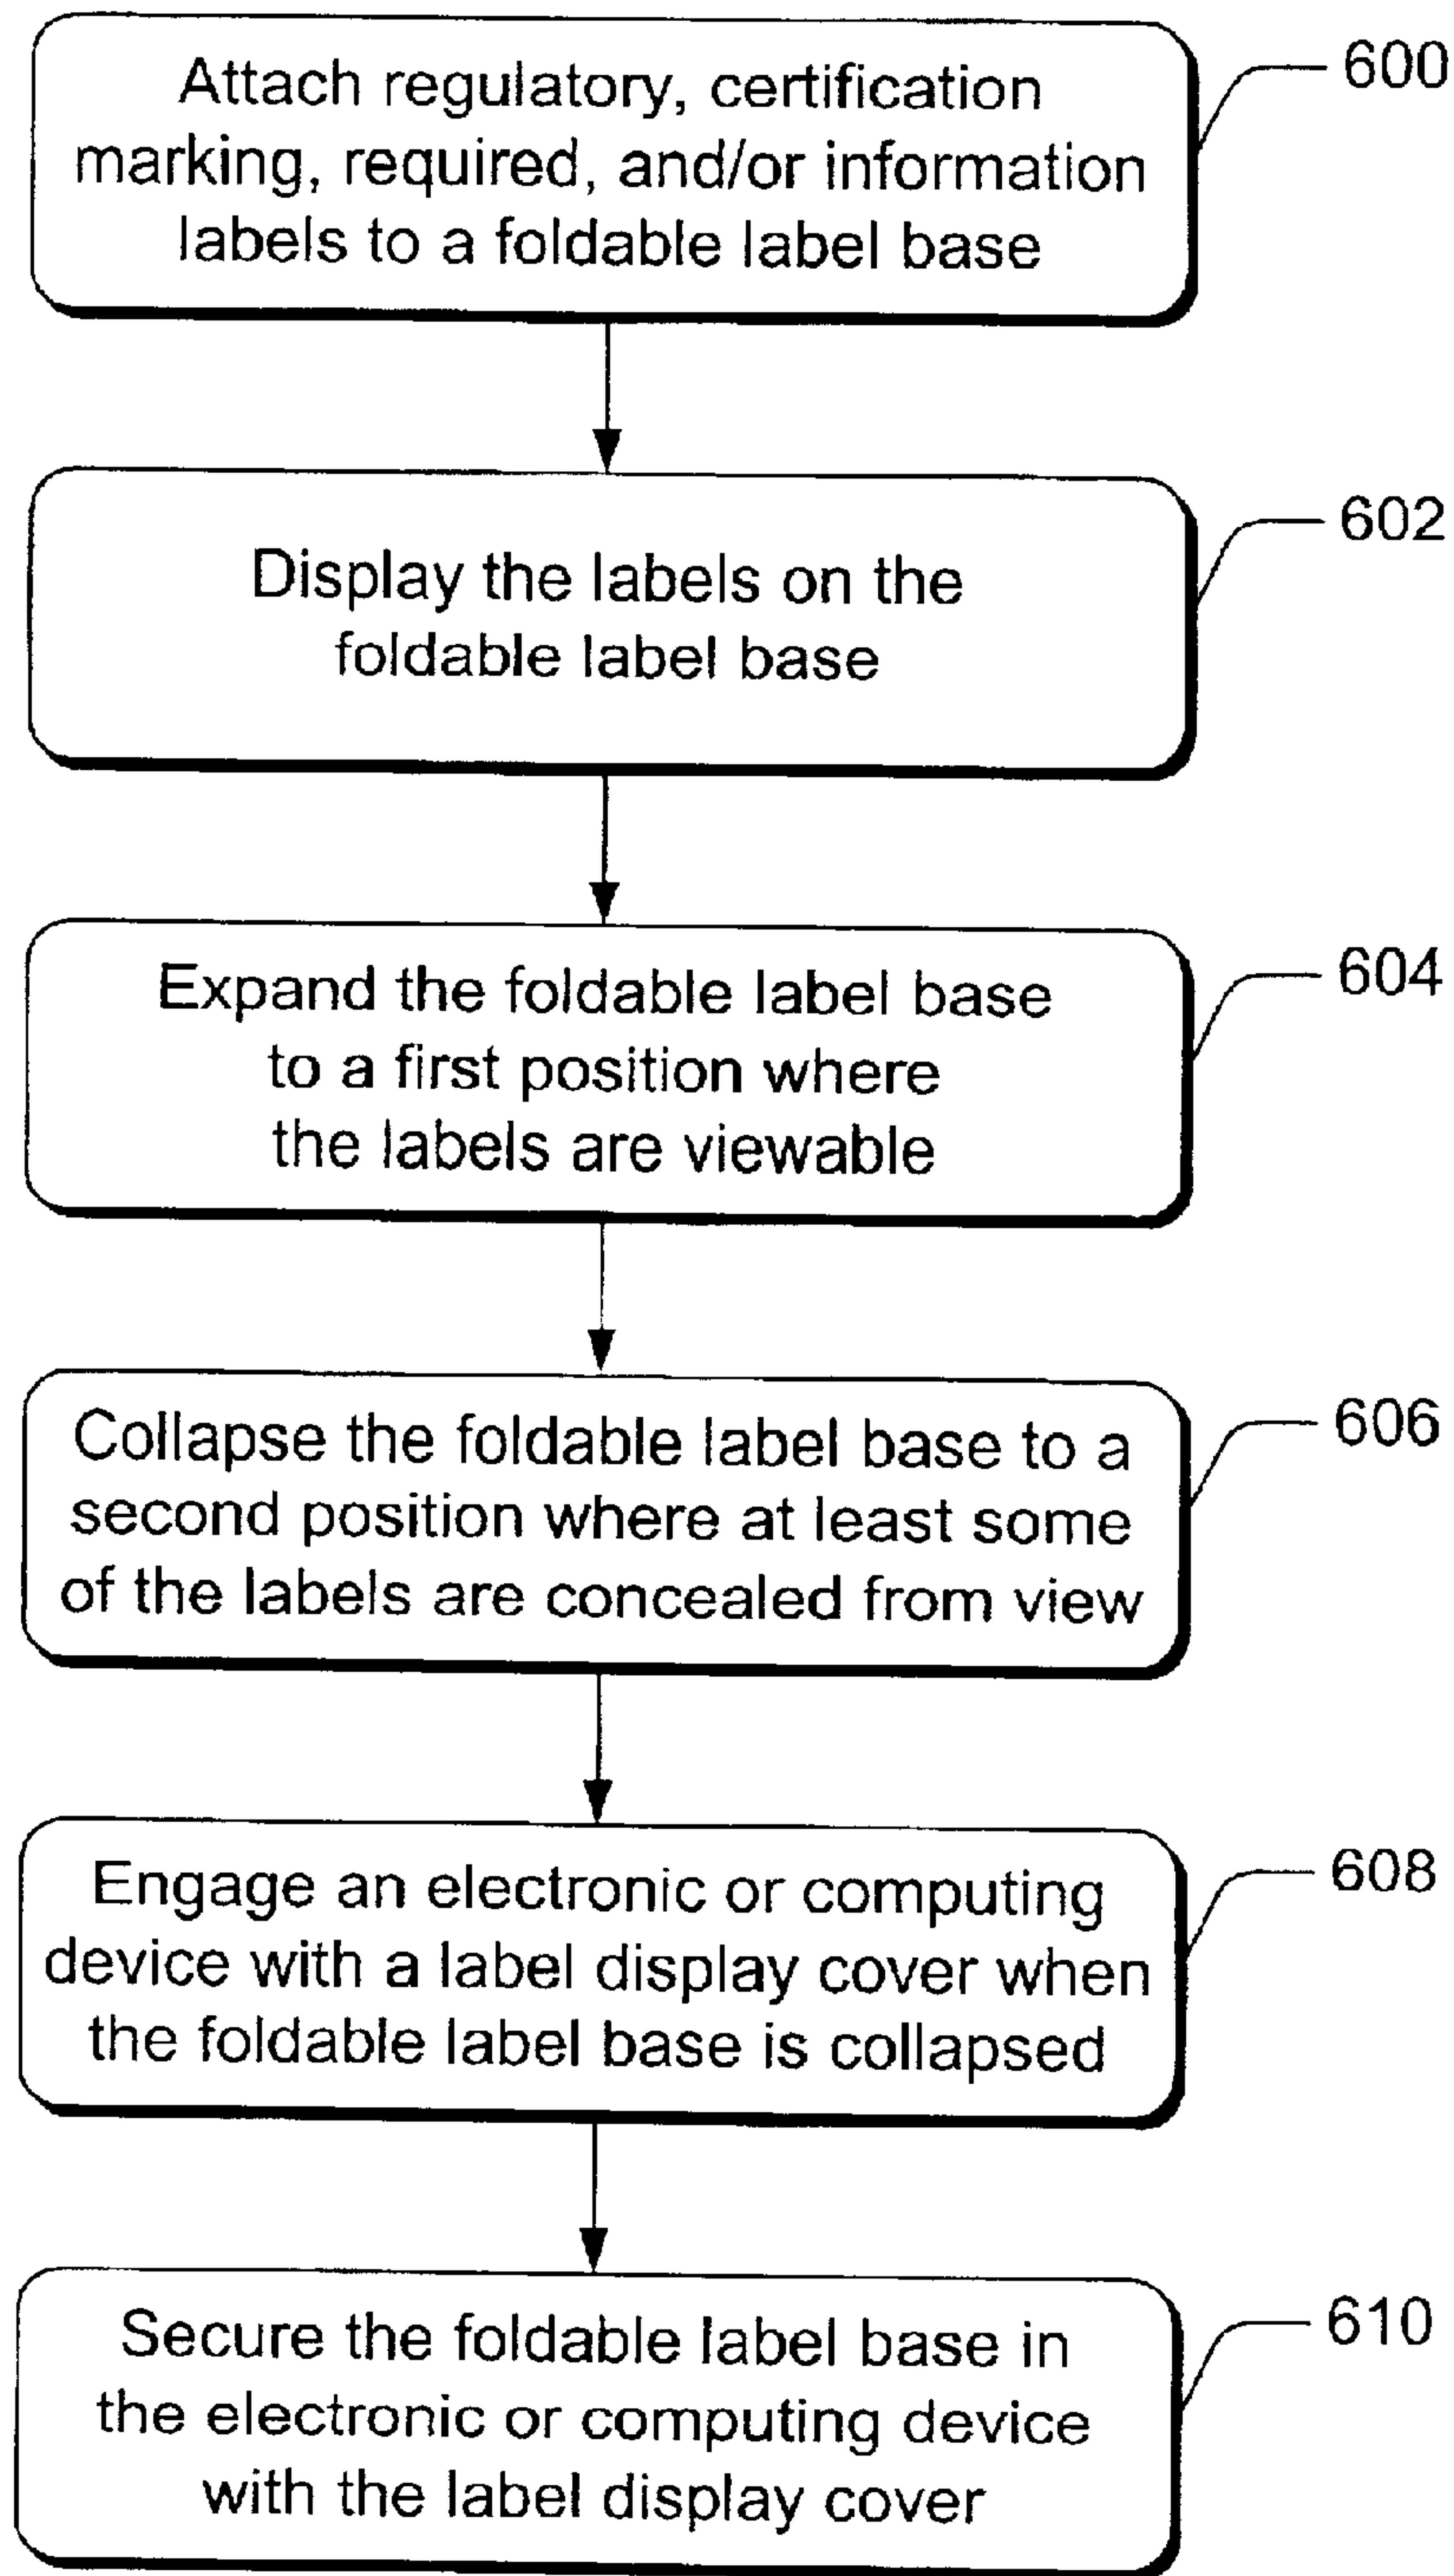 Attach regulatory, certification
marking, required, and/or information
labels to a foldable label base
600
Display the labels on the
foldable label base
602
Expand the foldable label base
to a first position where
the labels are viewable
604
Collapse the foldable label base to a
second position where at least some
of the labels are concealed from view
606
Engage an electronic or computing
device with a label display cover when
the foldable label base is collapsed
608
Secure the foldable label base in
the electronic or computing device
with the label display cover
610